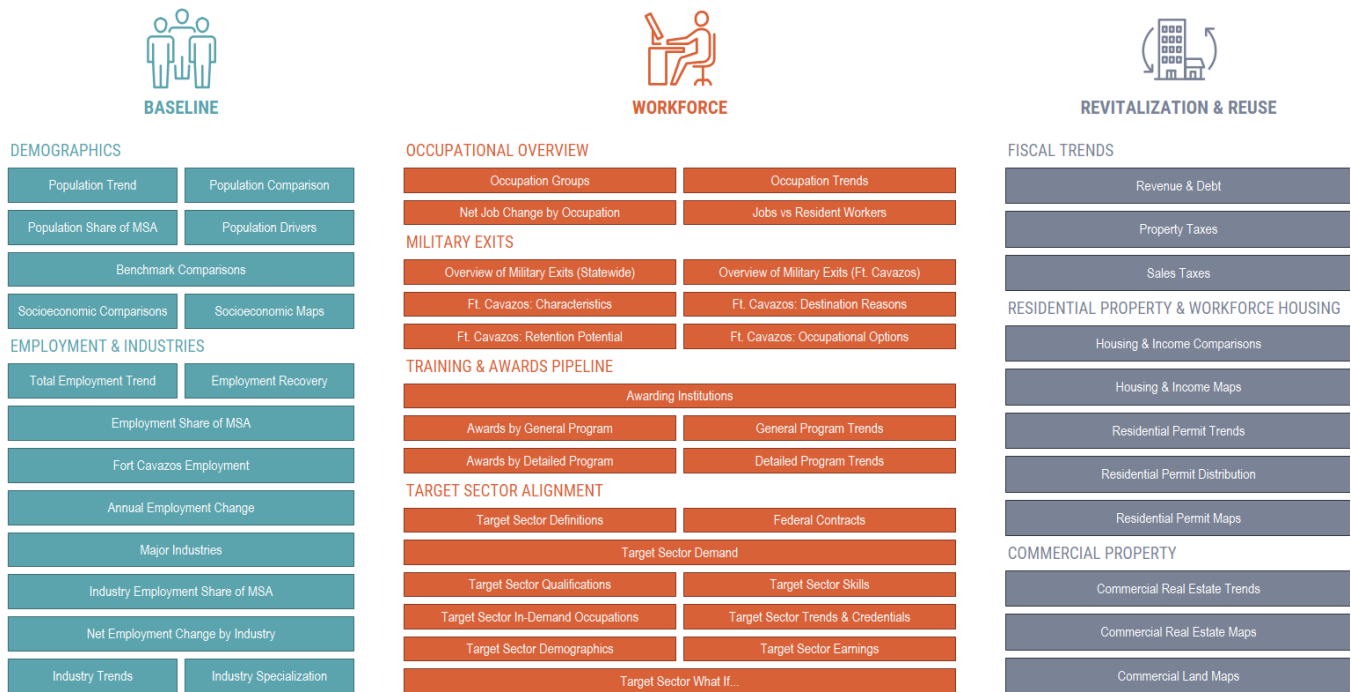 BASELINE
DEMOGRAPHICS
Population Trend
Population Comparison
Population Share of MSA
Population Drivers
Benchmark Comparisons
Socioeconomic Comparisons
Socioeconomic Maps
EMPLOYMENT & INDUSTRIES
Total Employment Trend
Employment Recovery
Employment Share of MSA
Fort Cavazos Employment
Annual Employment Change
Major Industries
Industry Employment Share of MSA
Net Employment Change by Industry
Industry Trends
Industry Specialization
WORKFORCE
OCCUPATIONAL OVERVIEW
Occupation Groups
Occupation Trends
Net Job Change by Occupation
Jobs vs Resident Workers
MILITARY EXITS
Overview of Military Exits (Statewide)
Overview of Military Exits (Ft. Cavazos)
Ft. Cavazos: Characteristics
Ft. Cavazos: Destination Reasons
Ft. Cavazos: Retention Potential
Ft. Cavazos: Occupational Options
TRAINING & AWARDS PIPELINE
Awarding Institutions
Awards by General Program
General Program Trends
Awards by Detailed Program
Detailed Program Trends
TARGET SECTOR ALIGNMENT
Target Sector Definitions
Federal Contracts
Target Sector Demand
Target Sector Qualifications
Target Sector Skills
Target Sector In-Demand Occupations
Target Sector Trends & Credentials
Target Sector Demographics
Target Sector Earnings
Target Sector What If...
REVITALIZATION & REUSE
FISCAL TRENDS
Revenue & Debt
Property Taxes
Sales Taxes
RESIDENTIAL PROPERTY & WORKFORCE HOUSING
Housing & Income Comparisons
Housing & Income Maps
Residential Permit Trends
Residential Permit Distribution
Residential Permit Maps
COMMERCIAL PROPERTY
Commercial Real Estate Trends
Commercial Real Estate Maps
Commercial Land Maps